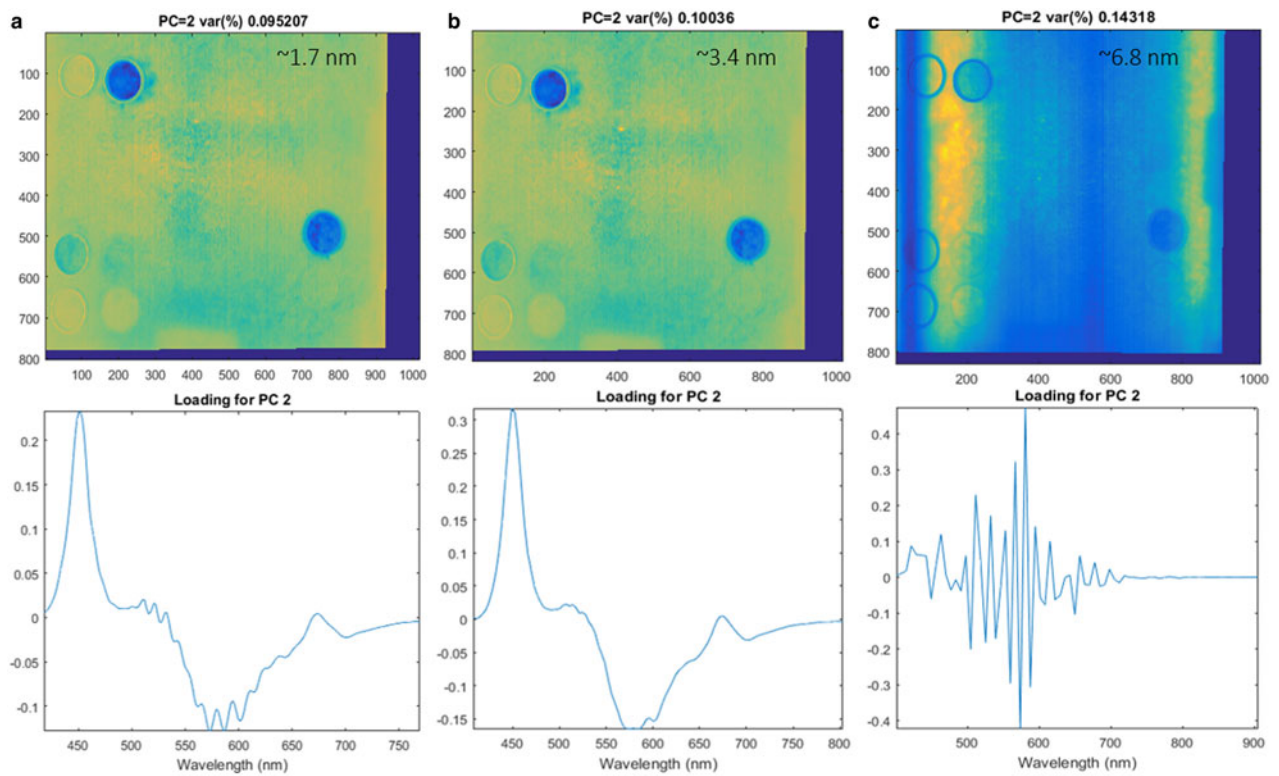 a
PC=2 var(%) 0.095207
~1.7 nm
100
200
300
400
500
600
700
800
100 200 300 400 500 600 700 800 900 1000
Loading for PC 2
0.2
0.15
0.1
0.05
0
-0.05
-0.1
450 500 550 600 650 700 750
Wavelength (nm)
b
PC=2 var(%) 0.10036
~3.4 nm
100
200
300
400
500
600
700
800
200 400 600 800 1000
Loading for PC 2
0.3
0.25
0.2
0.15
0.1
0.05
0
-0.05
-0.1
-0.15
450 500 550 600 650 700 750 800
Wavelength (nm)
c
PC=2 var(%) 0.14318
~6.8 nm
100
200
300
400
500
600
700
800
200 400 600 800 1000
Loading for PC 2
0.4
0.3
0.2
0.1
0
-0.1
-0.2
-0.3
-0.4
500 600 700 800 900
Wavelength (nm)